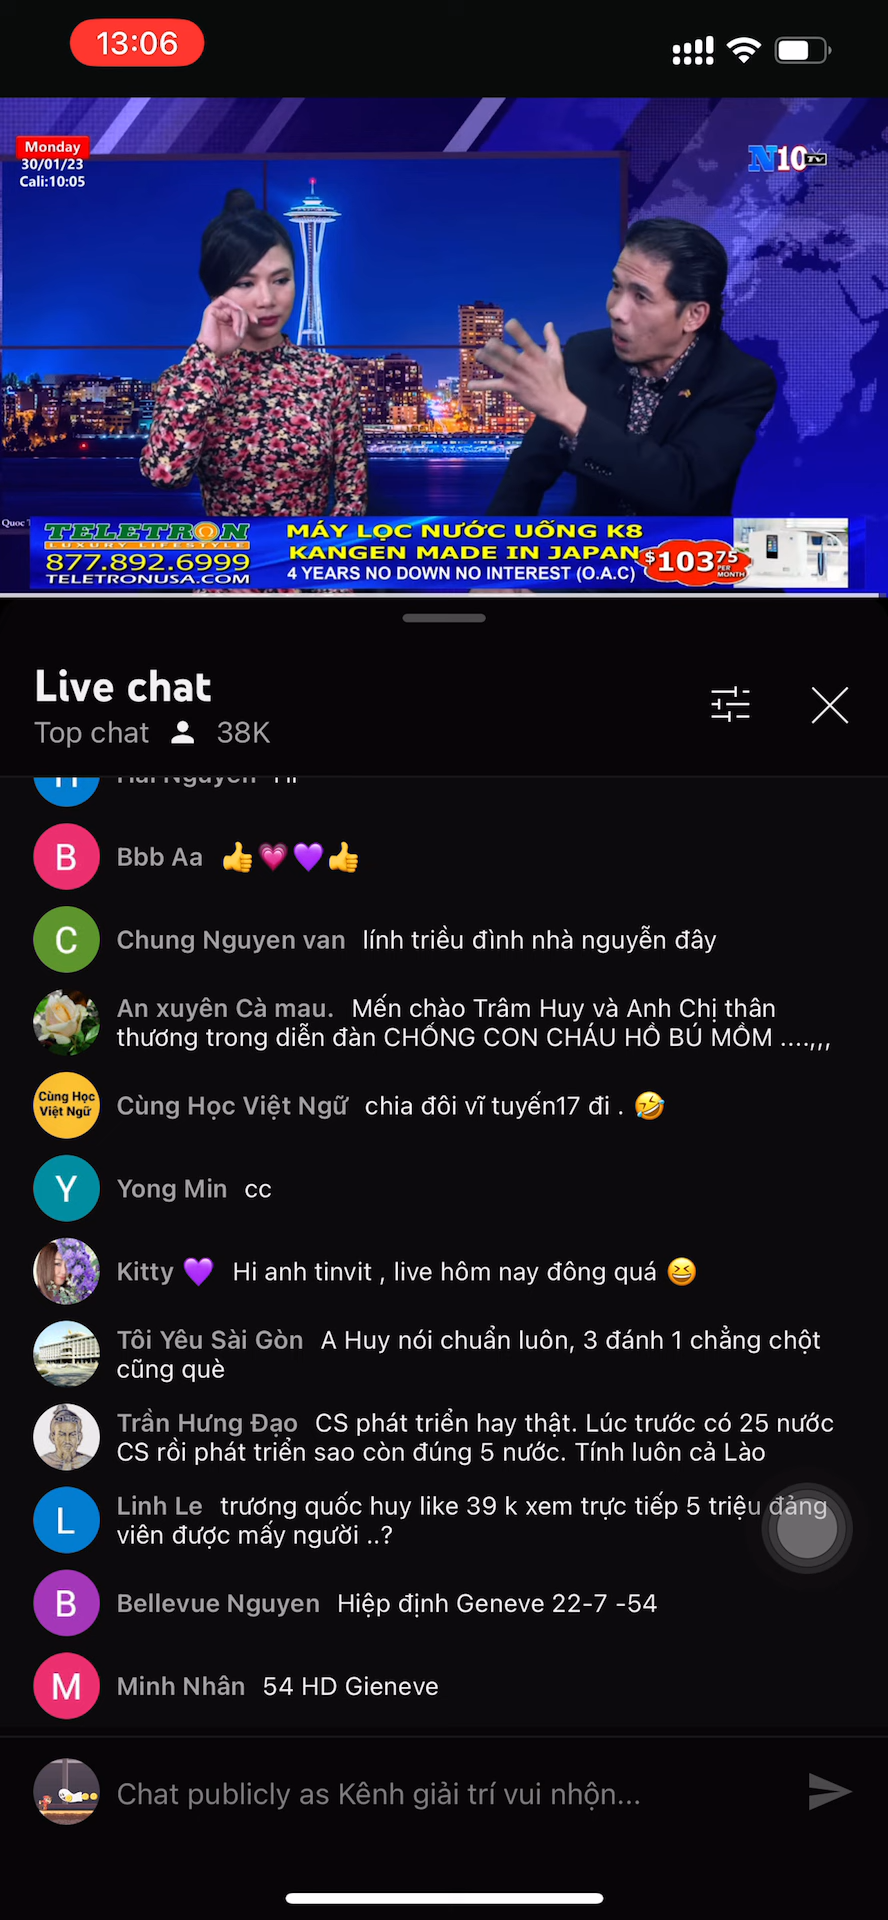 13:06
Monday
30/01/23
Cali:10:05
N10 TV
Quoc T
TELETRON
LUXURY LIFESTYLE
877.892.6999
TELETRONUSA.COM
MÁY LỌC NƯỚC UỐNG K8
KANGEN MADE IN JAPAN
4 YEARS NO DOWN NO INTEREST (O.A.C)
$103.75
PER
MONTH
Live chat
Top chat 38K
Bbb Aa 👍💗💜👍
C Chung Nguyen van lính triều đình nhà nguyễn đây
An xuyên Cà mau. Mến chào Trâm Huy và Anh Chị thân
thương trong diễn đàn CHỐNG CON CHÁU HỒ BÚ MỒM ....,,,
Cùng Học
Việt Ngữ
Cùng Học Việt Ngữ chia đôi vĩ tuyến17 đi . 🤣
Y Yong Min cc
Kitty 💜 Hi anh tinvit , live hôm nay đông quá 😆
Tôi Yêu Sài Gòn A Huy nói chuẩn luôn, 3 đánh 1 chẳng chột
cũng què
Trần Hưng Đạo CS phát triển hay thật. Lúc trước có 25 nước
CS rồi phát triển sao còn đúng 5 nước. Tính luôn cả Lào
L Linh Le trương quốc huy like 39 k xem trực tiếp 5 triệu đảng
viên được mấy người ..?
B Bellevue Nguyen Hiệp định Geneve 22-7 -54
M Minh Nhân 54 HD Gieneve
Chat publicly as Kênh giải trí vui nhộn...